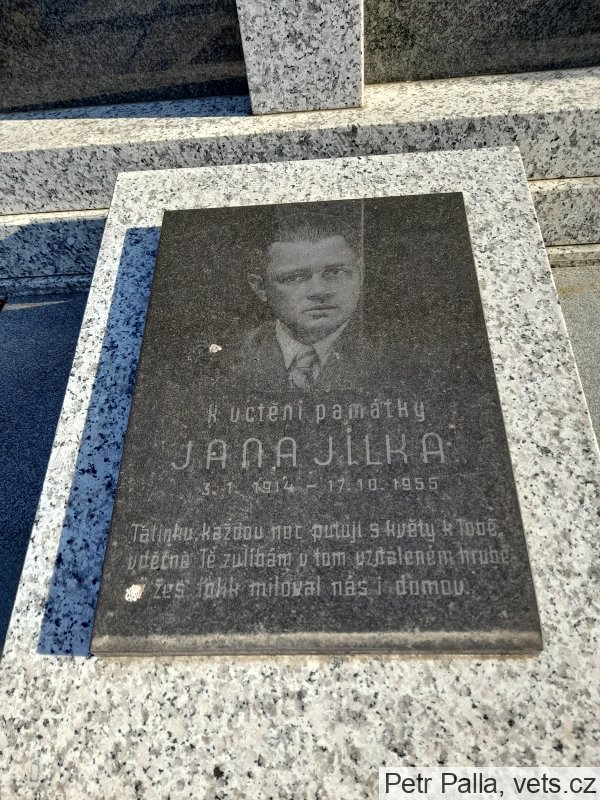 K uctění památky
JANA JÍLKA
3. 1. 1914 – 17. 10. 1955
Tatínku, každou noc putuji s květy k Tobě,
vděčně Tě zulíbám v tom vzdáleném hrobě
žes tolik miloval nás i domov.
Petr Palla, vets.cz